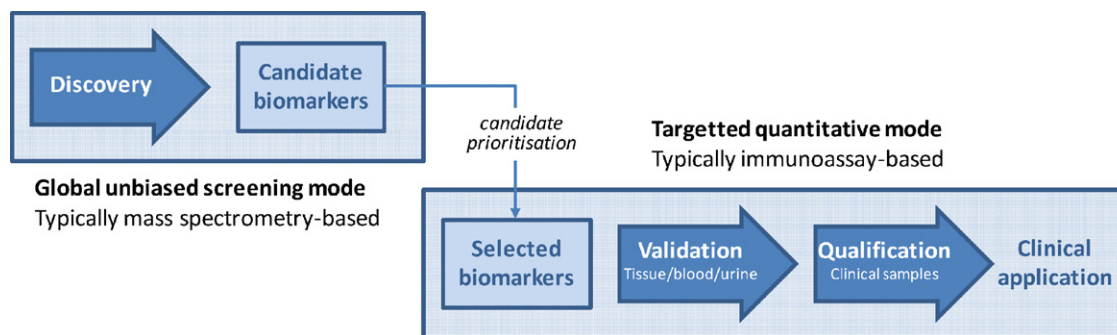 Discovery
Candidate
biomarkers
Global unbiased screening mode
Typically mass spectrometry-based
candidate
prioritisation
Targetted quantitative mode
Typically immunoassay-based
Selected
biomarkers
Validation
Tissue/blood/urine
Qualification
Clinical samples
Clinical
application